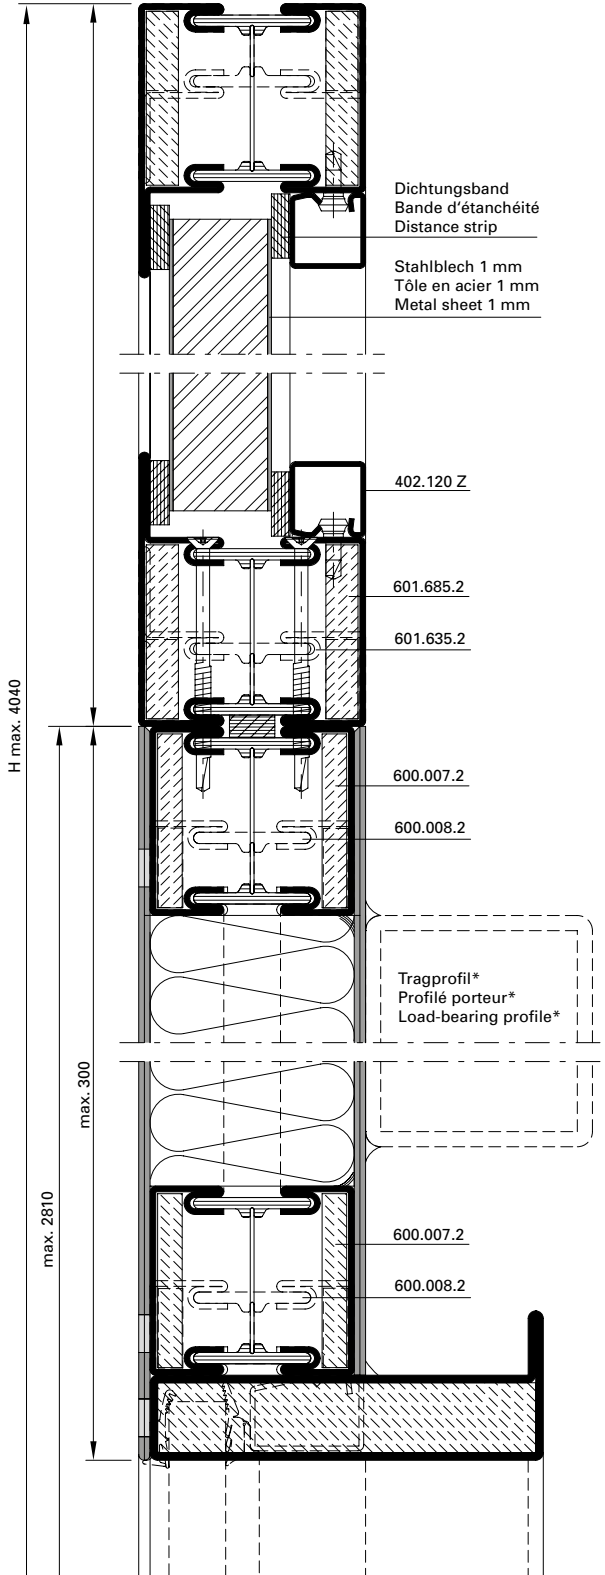 Dichtungsband
Bande d'étanchéité
Distance strip
Stahlblech 1 mm
Tôle en acier 1 mm
Metal sheet 1 mm
402.120 Z
601.685.2
601.635.2
H max. 4040
600.007.2
600.008.2
Tragprofil*
Profilé porteur*
Load-bearing profile*
max. 300
max. 2810
600.007.2
600.008.2